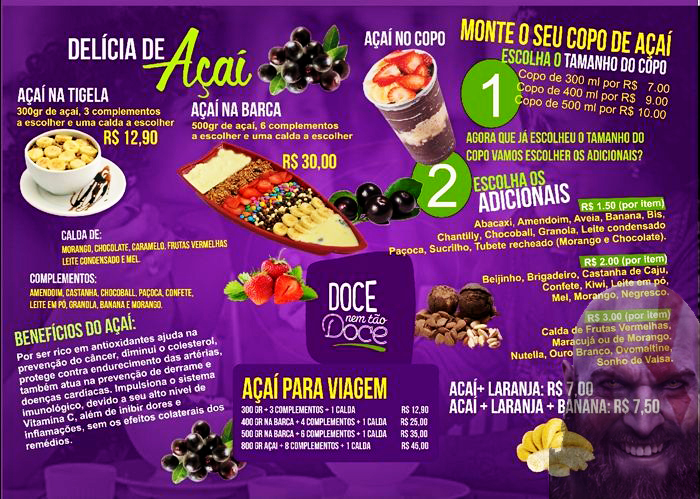 DELÍCIA DE
Açaí
AÇAÍ NA TIGELA
300gr de açaí, 3 complementos
a escolher e uma calda a escolher
R$ 12,90
AÇAÍ NA BARCA
500gr de açaí, 6 complementos
a escolher e uma calda a escolher
R$ 30,00
CALDA DE:
MORANGO, CHOCOLATE, CARAMELO, FRUTAS VERMELHAS
LEITE CONDENSADO E MEL.
COMPLEMENTOS:
AMENDOIM, CASTANHA, CHOCOBALL, PAÇOCA, CONFETE,
LEITE EM PÓ, GRANOLA, BANANA E MORANGO.
BENEFÍCIOS DO AÇAÍ:
Por ser rico em antioxidantes ajuda na
prevenção do câncer, diminui o colesterol,
protege contra endurecimento das artérias,
também atua na prevenção de derrame e
doenças cardíacas. Impulsiona o sistema
imunológico, devido a seu alto nível de
Vitamina C, além de inibir dores e
inflamações, sem os efeitos colaterais dos
remédios.
AÇAÍ NO COPO
MONTE O SEU COPO DE AÇAÍ
1
ESCOLHA O TAMANHO DO COPO
Copo de 300 ml por R$ 7.00
Copo de 400 ml por R$ 9.00
Copo de 500 ml por R$ 10.00
AGORA QUE JÁ ESCOLHEU O TAMANHO DO
COPO VAMOS ESCOLHER OS ADICIONAIS?
2
ESCOLHA OS
ADICIONAIS
R$ 1.50 (por item)
Abacaxi, Amendoim, Aveia, Banana, Bis,
Chantilly, Chocoball, Granola, Leite condensado
Paçoca, Sucrilho, Tubete recheado (Morango e Chocolate).
R$ 2.00 (por item)
Beijinho, Brigadeiro, Castanha de Caju,
Confete, Kiwi, Leite em pó,
Mel, Morango, Negresco.
R$ 3.00 (por item)
Calda de Frutas Vermelhas,
Maracujá ou de Morango.
Nutella, Ouro Branco, Ovomaltine,
Sonho de Valsa.
DOCE
nem tão
Doce
AÇAÍ PARA VIAGEM
300 GR + 3 COMPLEMENTOS + 1 CALDA R$ 12,90
400 GR NA BARCA + 4 COMPLEMENTOS + 1 CALDA R$ 25,00
500 GR NA BARCA + 6 COMPLEMENTOS + 1 CALDA R$ 35,00
800 GR AÇAI + 8 COMPLEMENTOS + 1 CALDA R$ 45,00
AÇAÍ+ LARANJA: R$ 7,00
AÇAÍ + LARANJA + BANANA: R$ 7,50